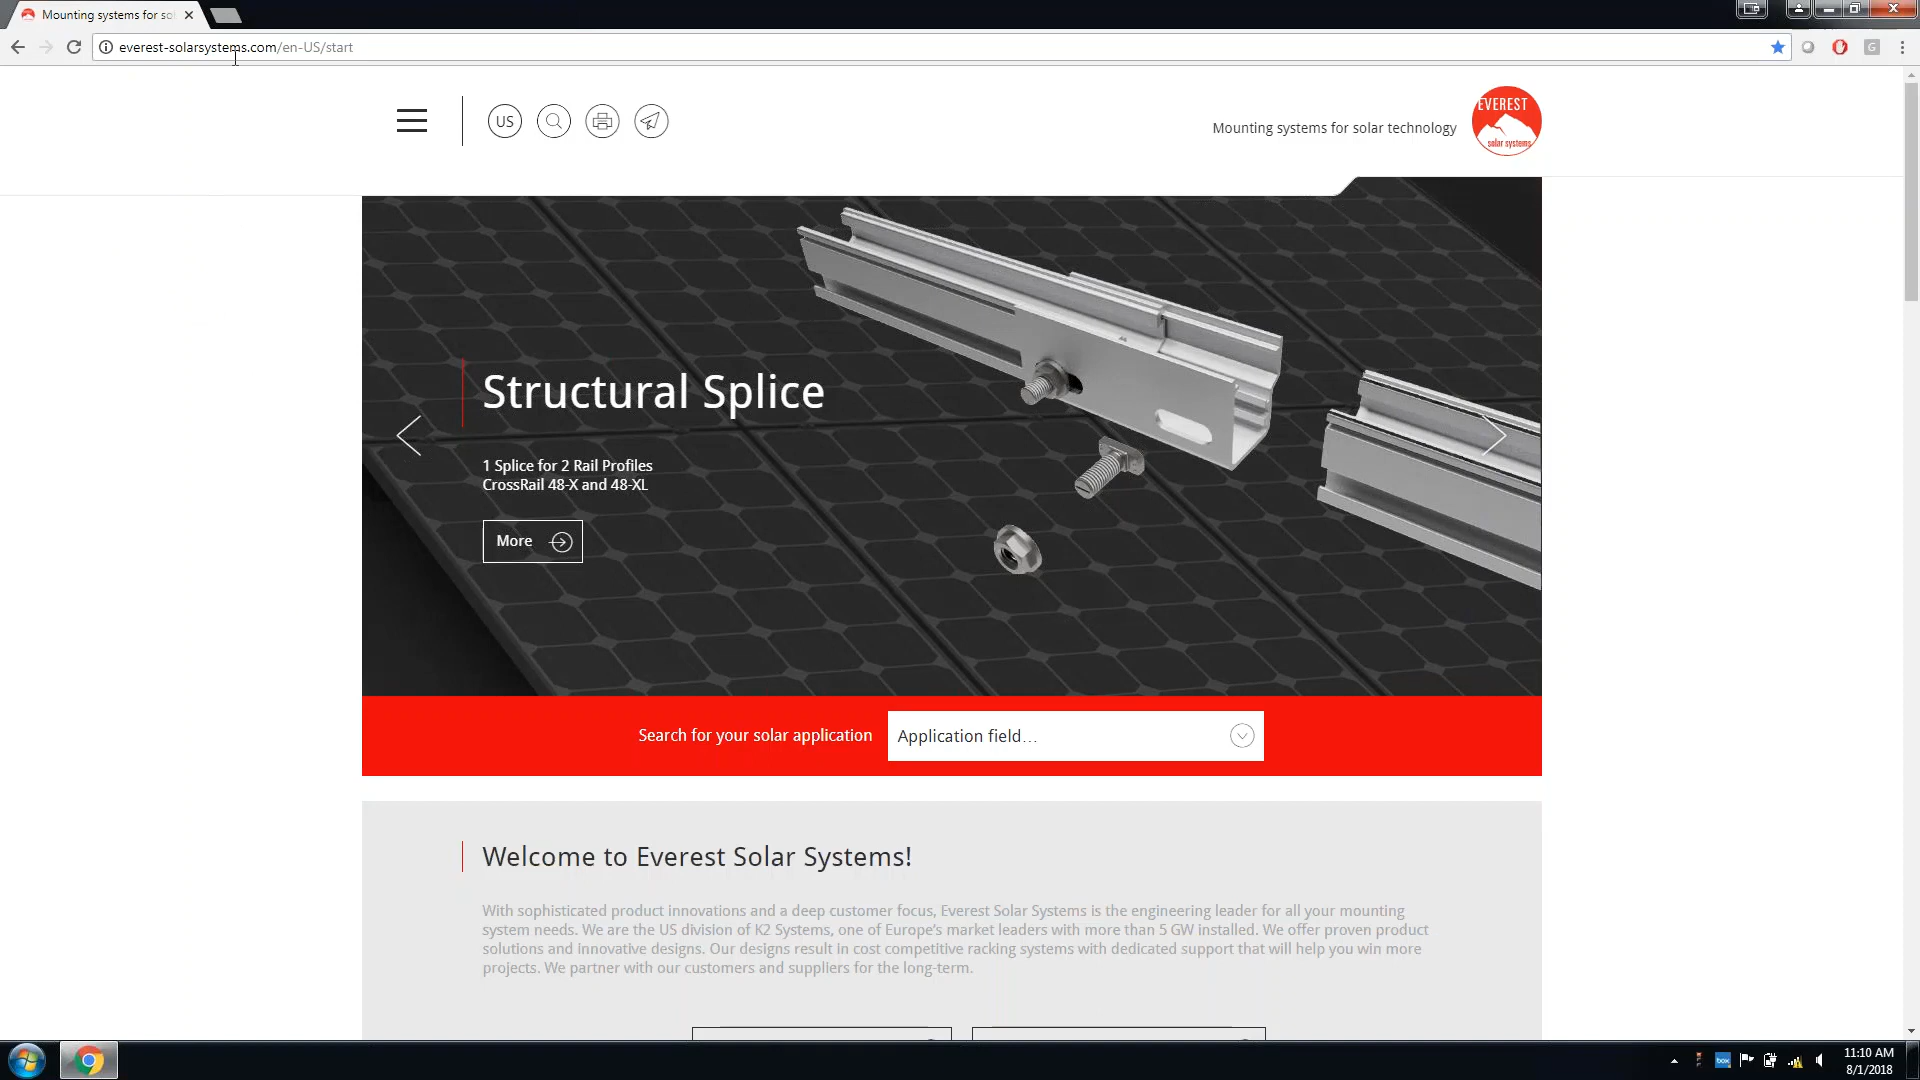 Mounting systems for so
everest-solarsystems.com/en-US/start
US
Mounting systems for solar technology
EVEREST
solar systems
Structural Splice
1 Splice for 2 Rail Profiles
CrossRail 48-X and 48-XL
More
Search for your solar application
Application field...
Welcome to Everest Solar Systems!
With sophisticated product innovations and a deep customer focus, Everest Solar Systems is the engineering leader for all your mounting
system needs. We are the US division of K2 Systems, one of Europe's market leaders with more than 5 GW installed. We offer proven product
solutions and innovative designs. Our designs result in cost competitive racking systems with dedicated support that will help you win more
projects. We partner with our customers and suppliers for the long-term.
box
11:10 AM
8/1/2018